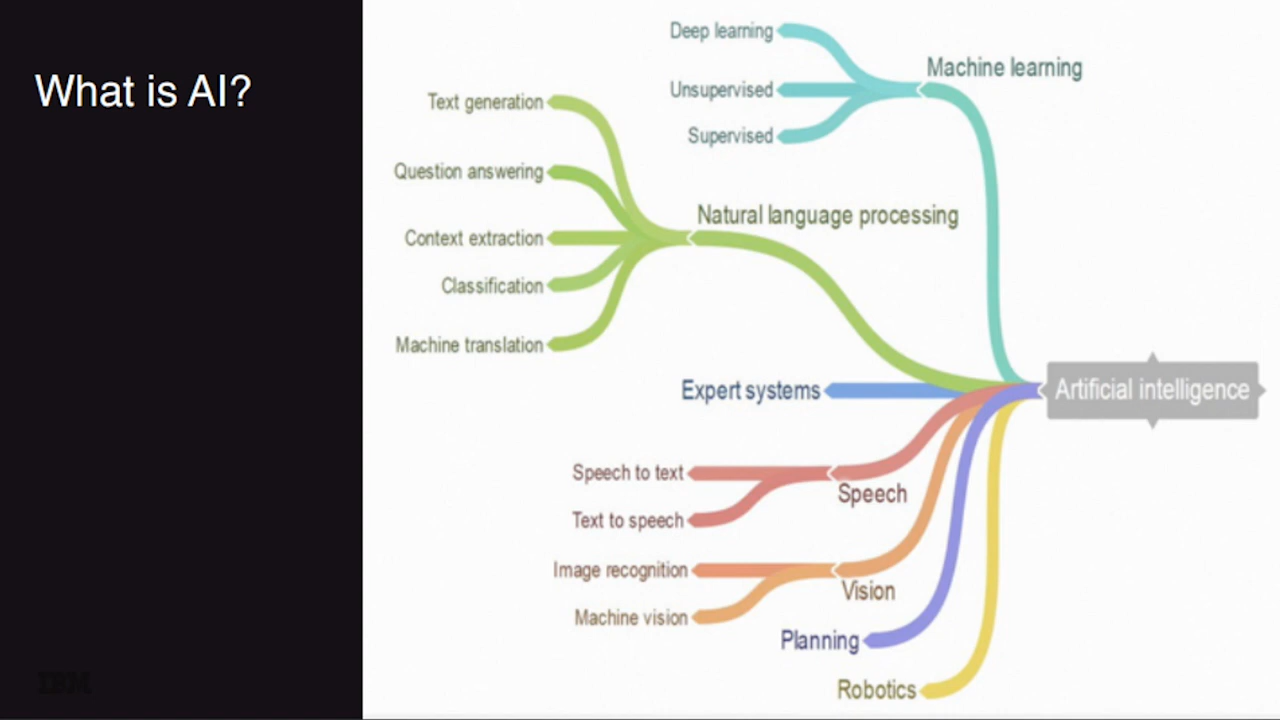 What is AI?
Deep learning
Machine learning
Unsupervised
Supervised
Text generation
Question answering
Natural language processing
Context extraction
Classification
Machine translation
Expert systems
Artificial intelligence
Speech to text
Speech
Text to speech
Image recognition
Vision
Machine vision
Planning
Robotics
IBM